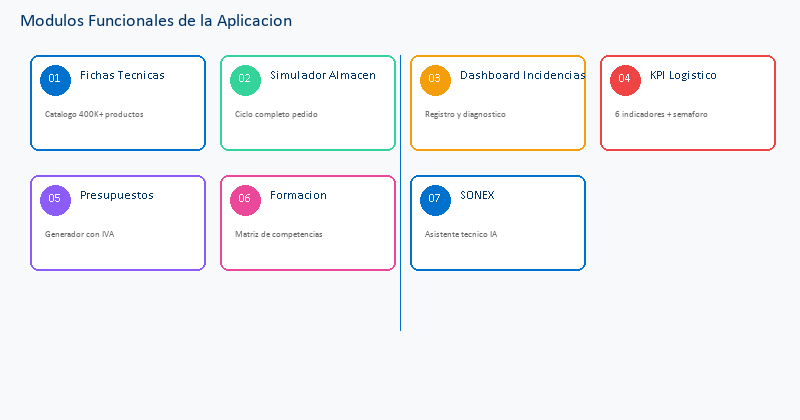 Modulos Funcionales de la Aplicacion
01 Fichas Tecnicas
Catalogo 400K+ productos
02 Simulador Almacen
Ciclo completo pedido
03 Dashboard Incidencias
Registro y diagnostico
04 KPI Logistico
6 indicadores + semaforo
05 Presupuestos
Generador con IVA
06 Formacion
Matriz de competencias
07 SONEX
Asistente tecnico IA